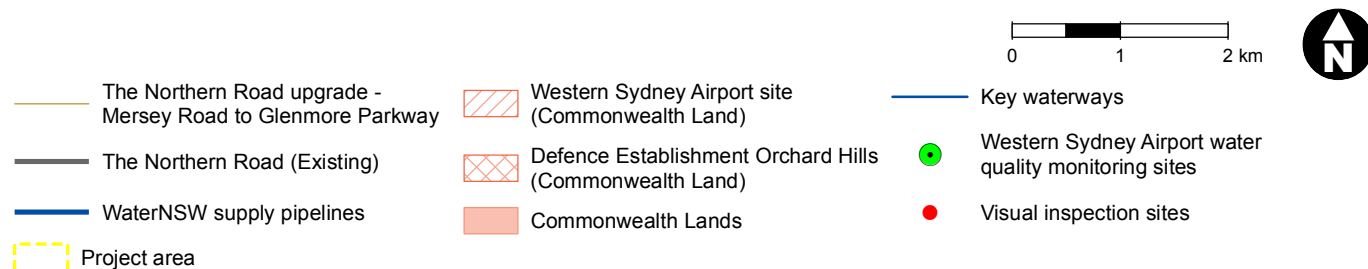 0 1 2 km
N
The Northern Road upgrade -
Mersey Road to Glenmore Parkway
The Northern Road (Existing)
WaterNSW supply pipelines
Project area
Western Sydney Airport site
(Commonwealth Land)
Defence Establishment Orchard Hills
(Commonwealth Land)
Commonwealth Lands
Key waterways
Western Sydney Airport water
quality monitoring sites
Visual inspection sites